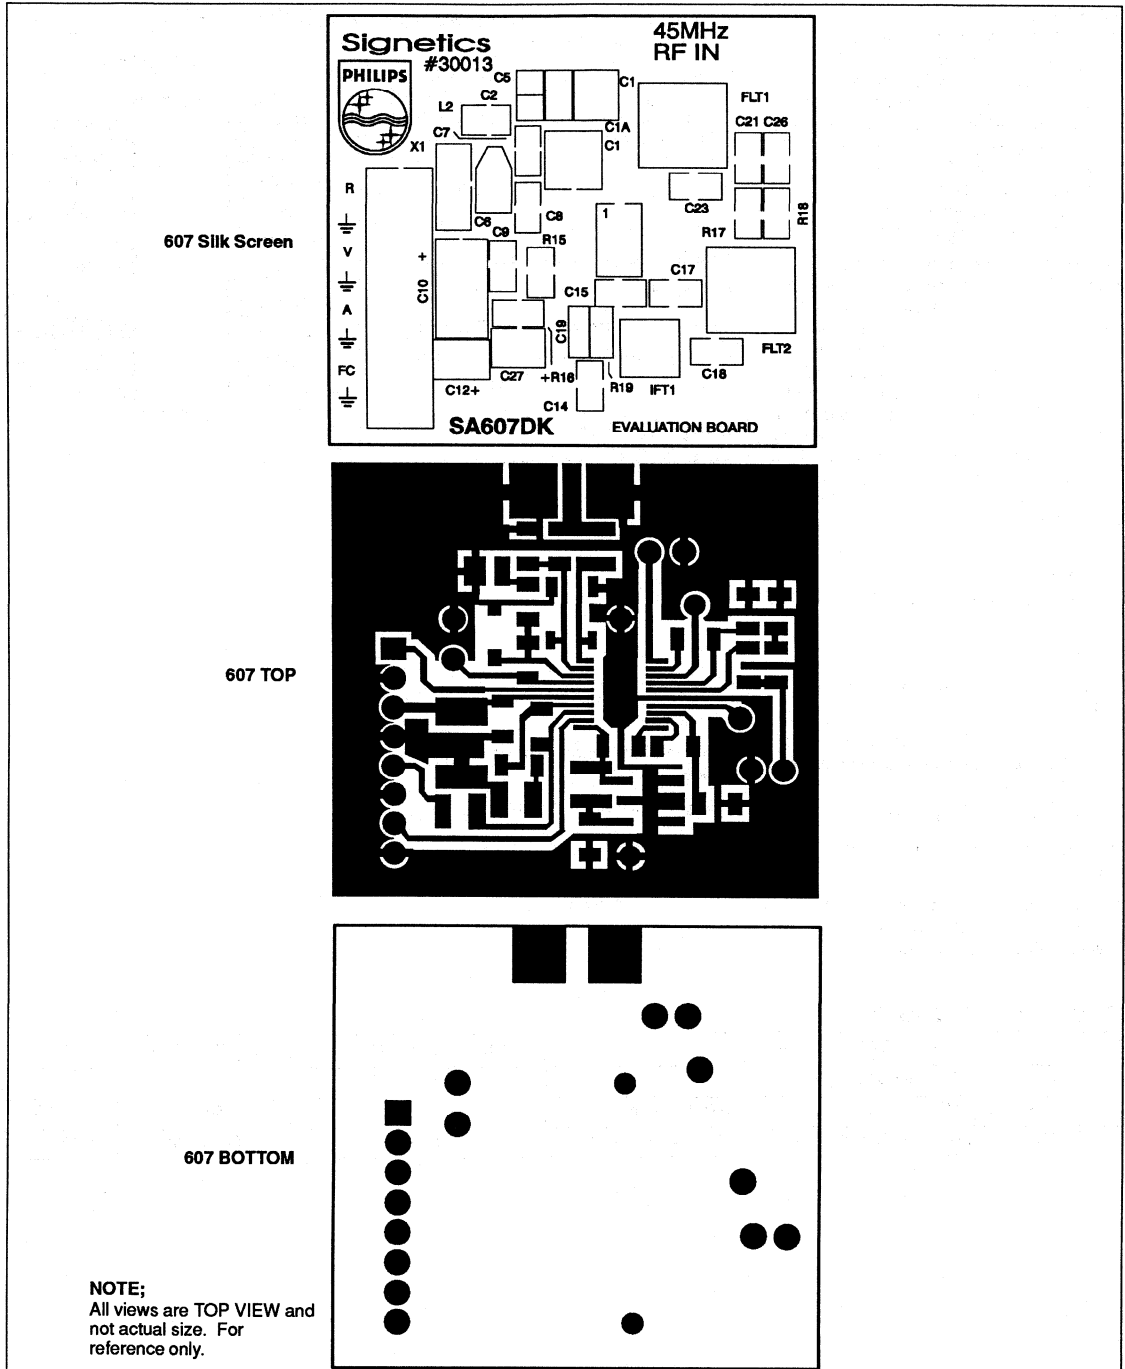 Signetics
#30013
45MHz
RF IN
PHILIPS
C5
C1
L2
C2
FLT1
C7
C1A
C21 C26
X1
C1
R
C23
C6
C8
1
R17
R18
607 Silk Screen
C9
R15
V
+
C10
C15
C17
A
C19
FLT2
FC
C12+
C27
+R16
R19
IFT1
C18
C14
SA607DK
EVALUATION BOARD
607 TOP
607 BOTTOM
NOTE;
All views are TOP VIEW and
not actual size. For
reference only.